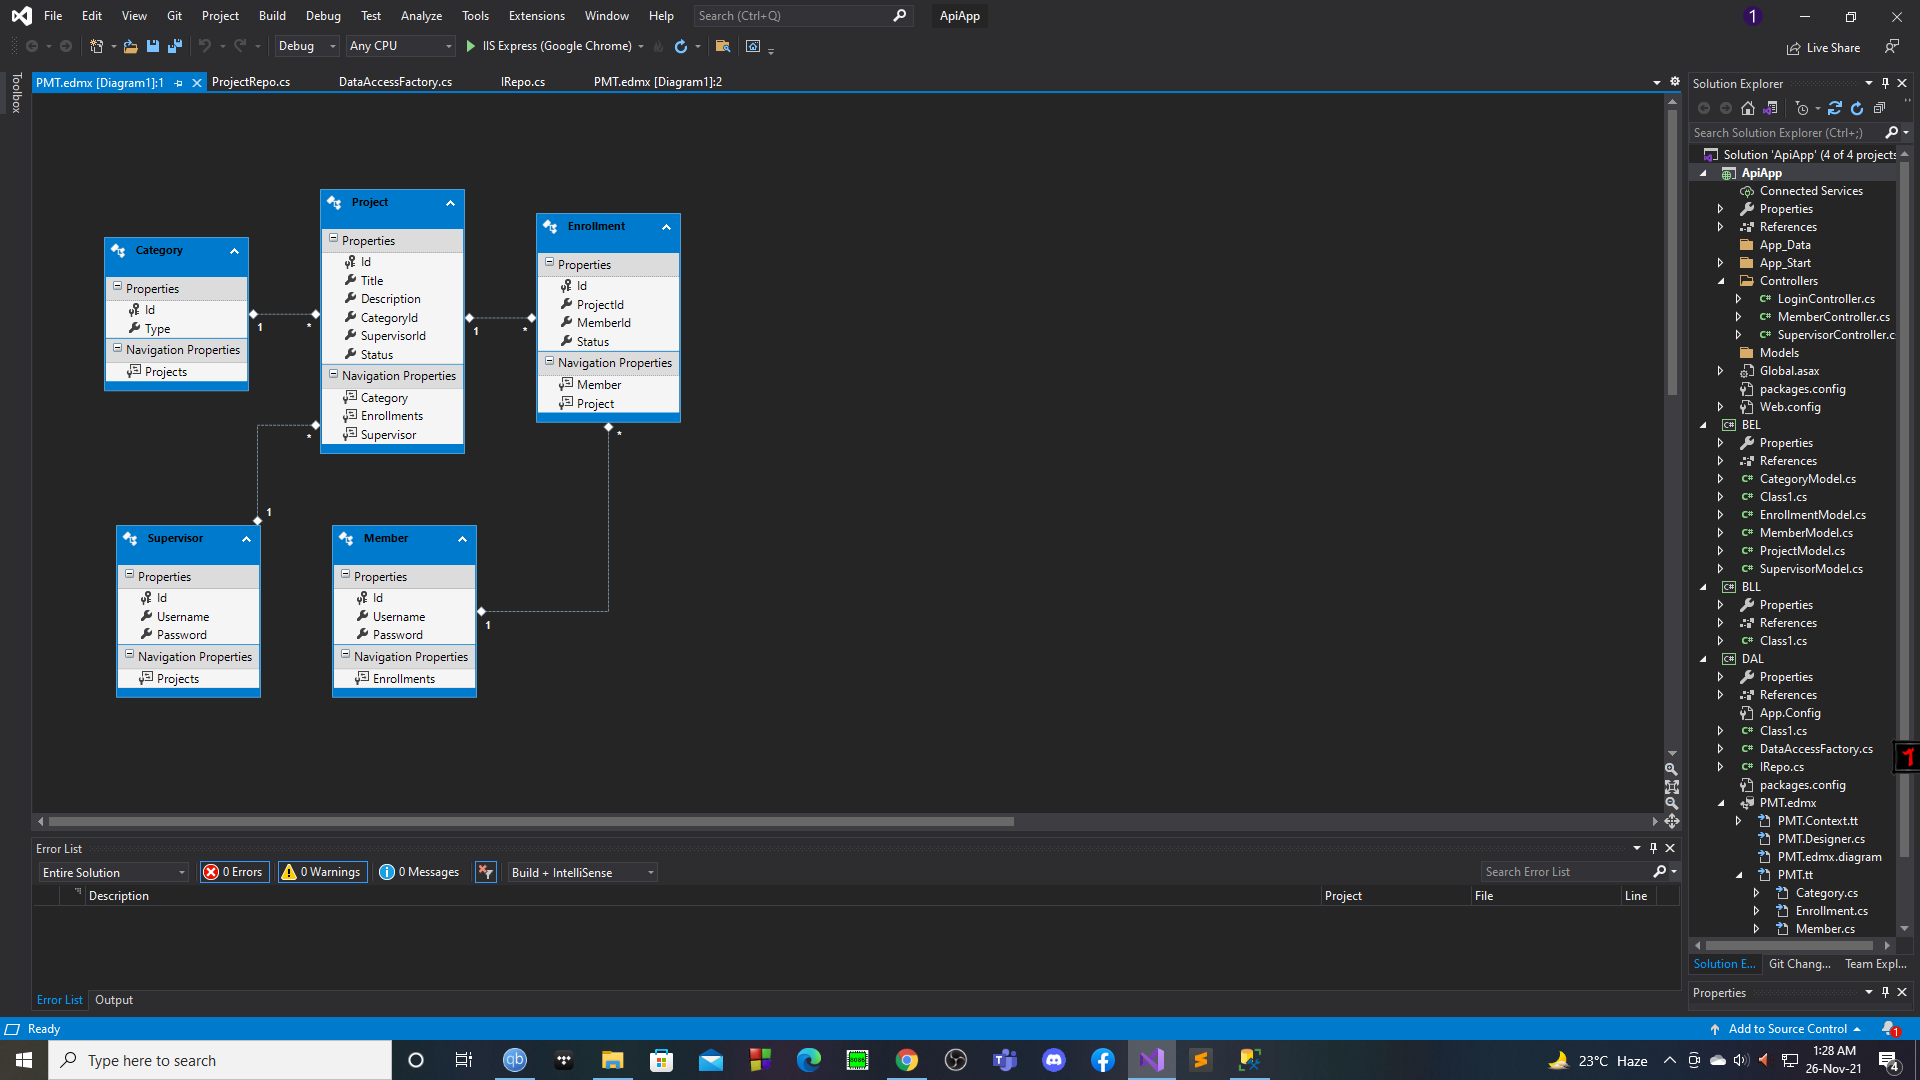 File Edit View Git Project Build Debug Test Analyze Tools Extensions Window Help Search (Ctrl+Q) ApiApp 1
Debug Any CPU IIS Express (Google Chrome) Live Share
Toolbox
PMT.edmx [Diagram1]:1 ProjectRepo.cs DataAccessFactory.cs IRepo.cs PMT.edmx [Diagram1]:2
Category
Properties
Id
Type
Navigation Properties
Projects
1 *
Project
Properties
Id
Title
Description
CategoryId
SupervisorId
Status
Navigation Properties
Category
Enrollments
Supervisor
1 *
Enrollment
Properties
Id
ProjectId
MemberId
Status
Navigation Properties
Member
Project
*
*
1
Supervisor
Properties
Id
Username
Password
Navigation Properties
Projects
Member
Properties
Id
Username
Password
Navigation Properties
Enrollments
1
Error List
Entire Solution 0 Errors 0 Warnings 0 Messages Build + IntelliSense Search Error List
Description Project File Line
Error List Output
Solution Explorer
Search Solution Explorer (Ctrl+;)
Solution 'ApiApp' (4 of 4 projects
ApiApp
Connected Services
Properties
References
App_Data
App_Start
Controllers
C# LoginController.cs
C# MemberController.cs
C# SupervisorController.c
Models
Global.asax
packages.config
Web.config
C# BEL
Properties
References
C# CategoryModel.cs
C# Class1.cs
C# EnrollmentModel.cs
C# MemberModel.cs
C# ProjectModel.cs
C# SupervisorModel.cs
C# BLL
Properties
References
C# Class1.cs
C# DAL
Properties
References
App.Config
C# Class1.cs
C# DataAccessFactory.cs
C# IRepo.cs
packages.config
PMT.edmx
PMT.Context.tt
PMT.Designer.cs
PMT.edmx.diagram
PMT.tt
Category.cs
Enrollment.cs
Member.cs
Solution E... Git Chang... Team Expl...
Properties
Ready Add to Source Control 1
Type here to search qb 23°C Haze 1:28 AM
26-Nov-21 4